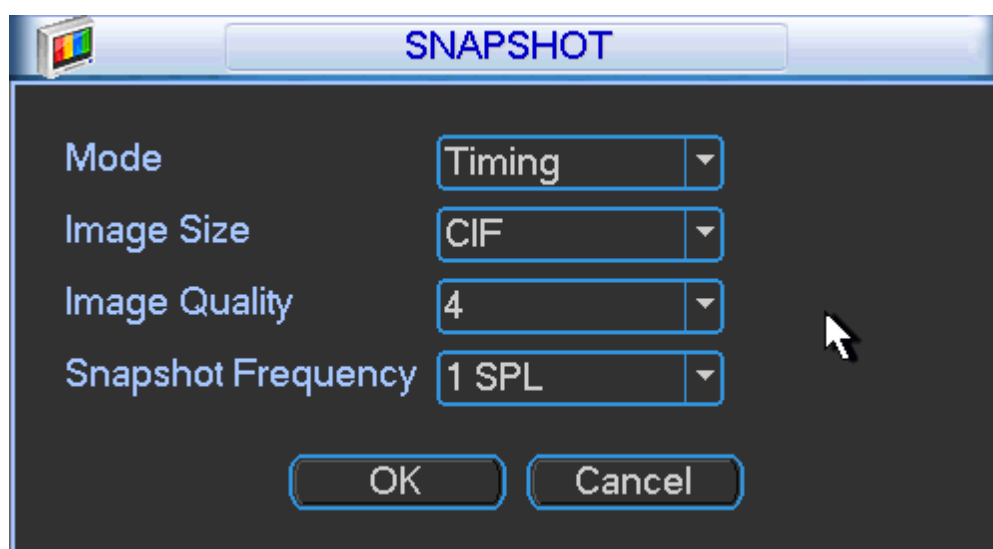 SNAPSHOT
Mode Timing
Image Size CIF
Image Quality 4
Snapshot Frequency 1 SPL
OK Cancel